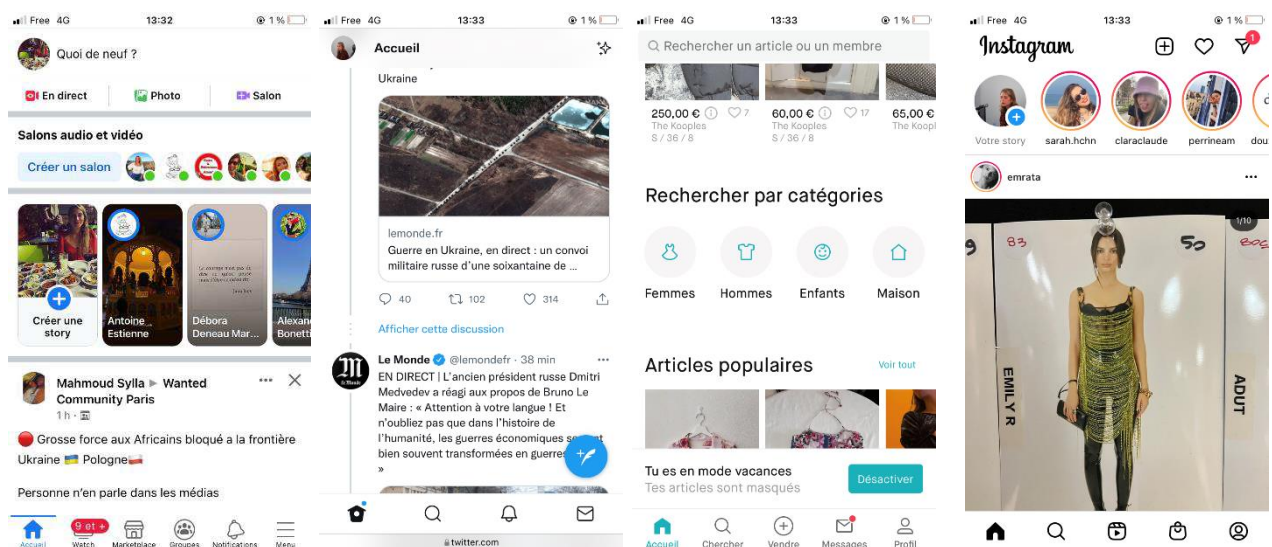 Free 4G 13:32 1 %
Quoi de neuf ?
En direct Photo Salon
Salons audio et vidéo
Créer un salon
Créer une
story
Antoine
Estienne
Débora
Deneau Mar...
Alexan
Bonetti
Mahmoud Sylla ▶ Wanted
Community Paris
1 h
Grosse force aux Africains bloqué a la frontière
Ukraine 🇺🇦 Pologne🇵🇱
Personne n'en parle dans les médias
9 et +
Accueil Watch Marketplace Groupes Notifications Menu
Free 4G 13:33 1 %
Accueil
Ukraine
lemonde.fr
Guerre en Ukraine, en direct : un convoi
militaire russe d'une soixantaine de ...
40 102 314
Afficher cette discussion
Le Monde @lemondefr · 38 min
EN DIRECT | L'ancien président russe Dmitri
Medvedev a réagi aux propos de Bruno Le
Maire : « Attention à votre langue ! Et
n'oubliez pas que dans l'histoire de
l'humanité, les guerres économiques se
bien souvent transformées en guerres
»
twitter.com
Free 4G 13:33 1 %
Rechercher un article ou un membre
250,00 € 7 60,00 € 17 65,00
The Kooples The Kooples The Koopl
S / 36 / 8 S / 36 / 8
Rechercher par catégories
Femmes Hommes Enfants Maison
Articles populaires Voir tout
Tu es en mode vacances
Tes articles sont masqués
Désactiver
Accueil Chercher Vendre Messages Profil
Free 4G 13:33 1 %
Instagram 1
Votre story sarah.hchn claraclaude perrineam dou
emrata
1/10
9 83 50
EMILY R
ADUT